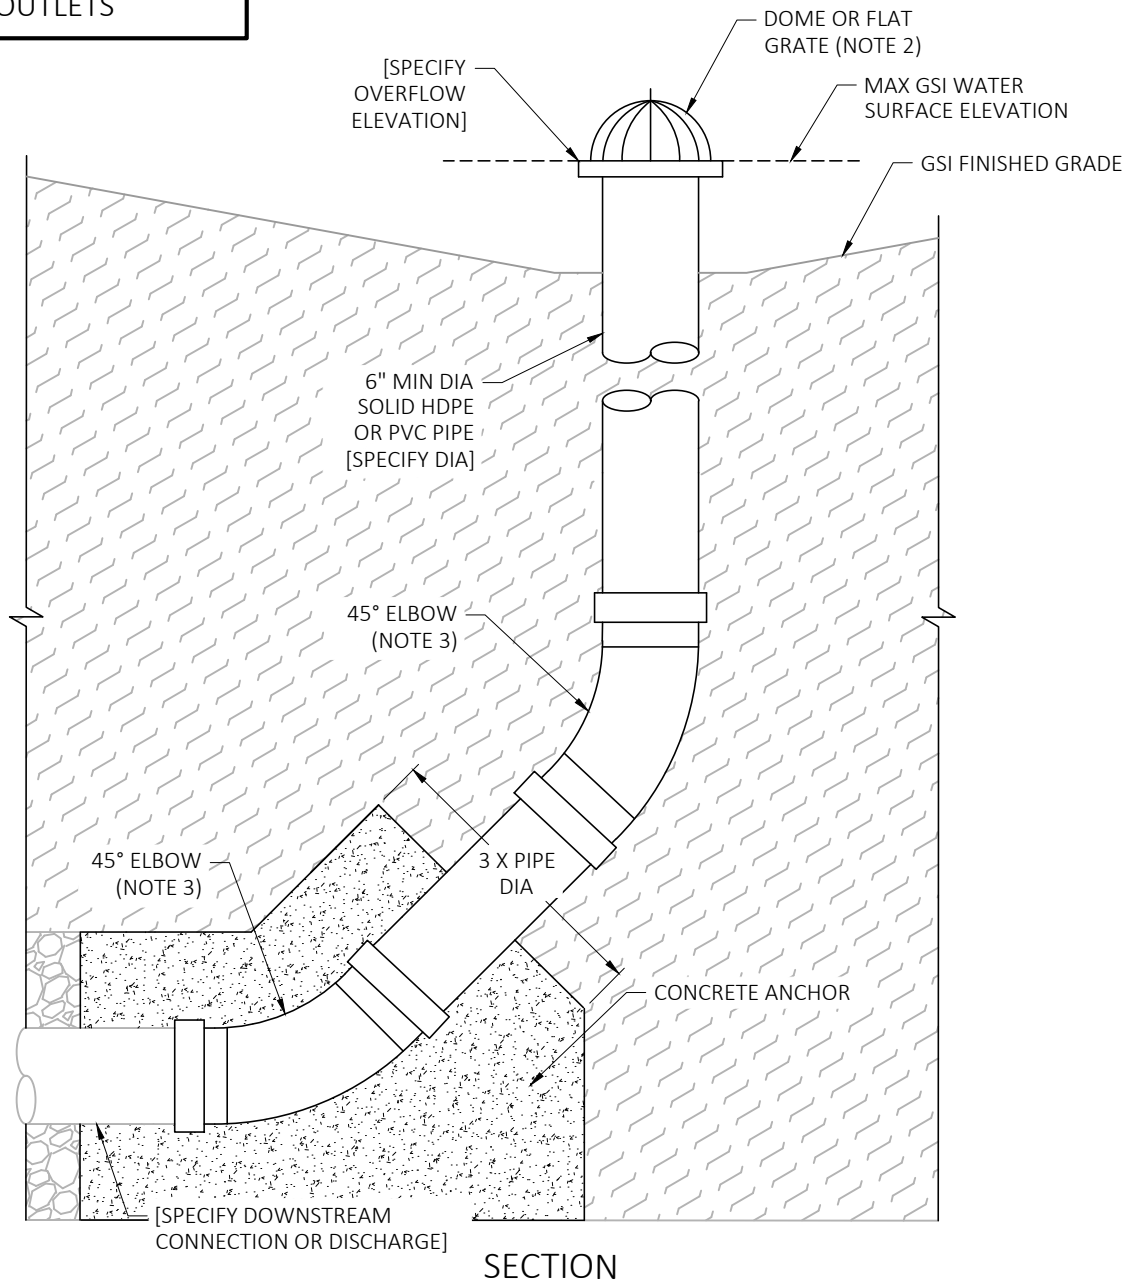 OUTLETS
DOME OR FLAT
GRATE (NOTE 2)
[SPECIFY
OVERFLOW
ELEVATION]
MAX GSI WATER
SURFACE ELEVATION
GSI FINISHED GRADE
6" MIN DIA
SOLID HDPE
OR PVC PIPE
[SPECIFY DIA]
45° ELBOW
(NOTE 3)
45° ELBOW
(NOTE 3)
3 X PIPE
DIA
CONCRETE ANCHOR
[SPECIFY DOWNSTREAM
CONNECTION OR DISCHARGE]
SECTION